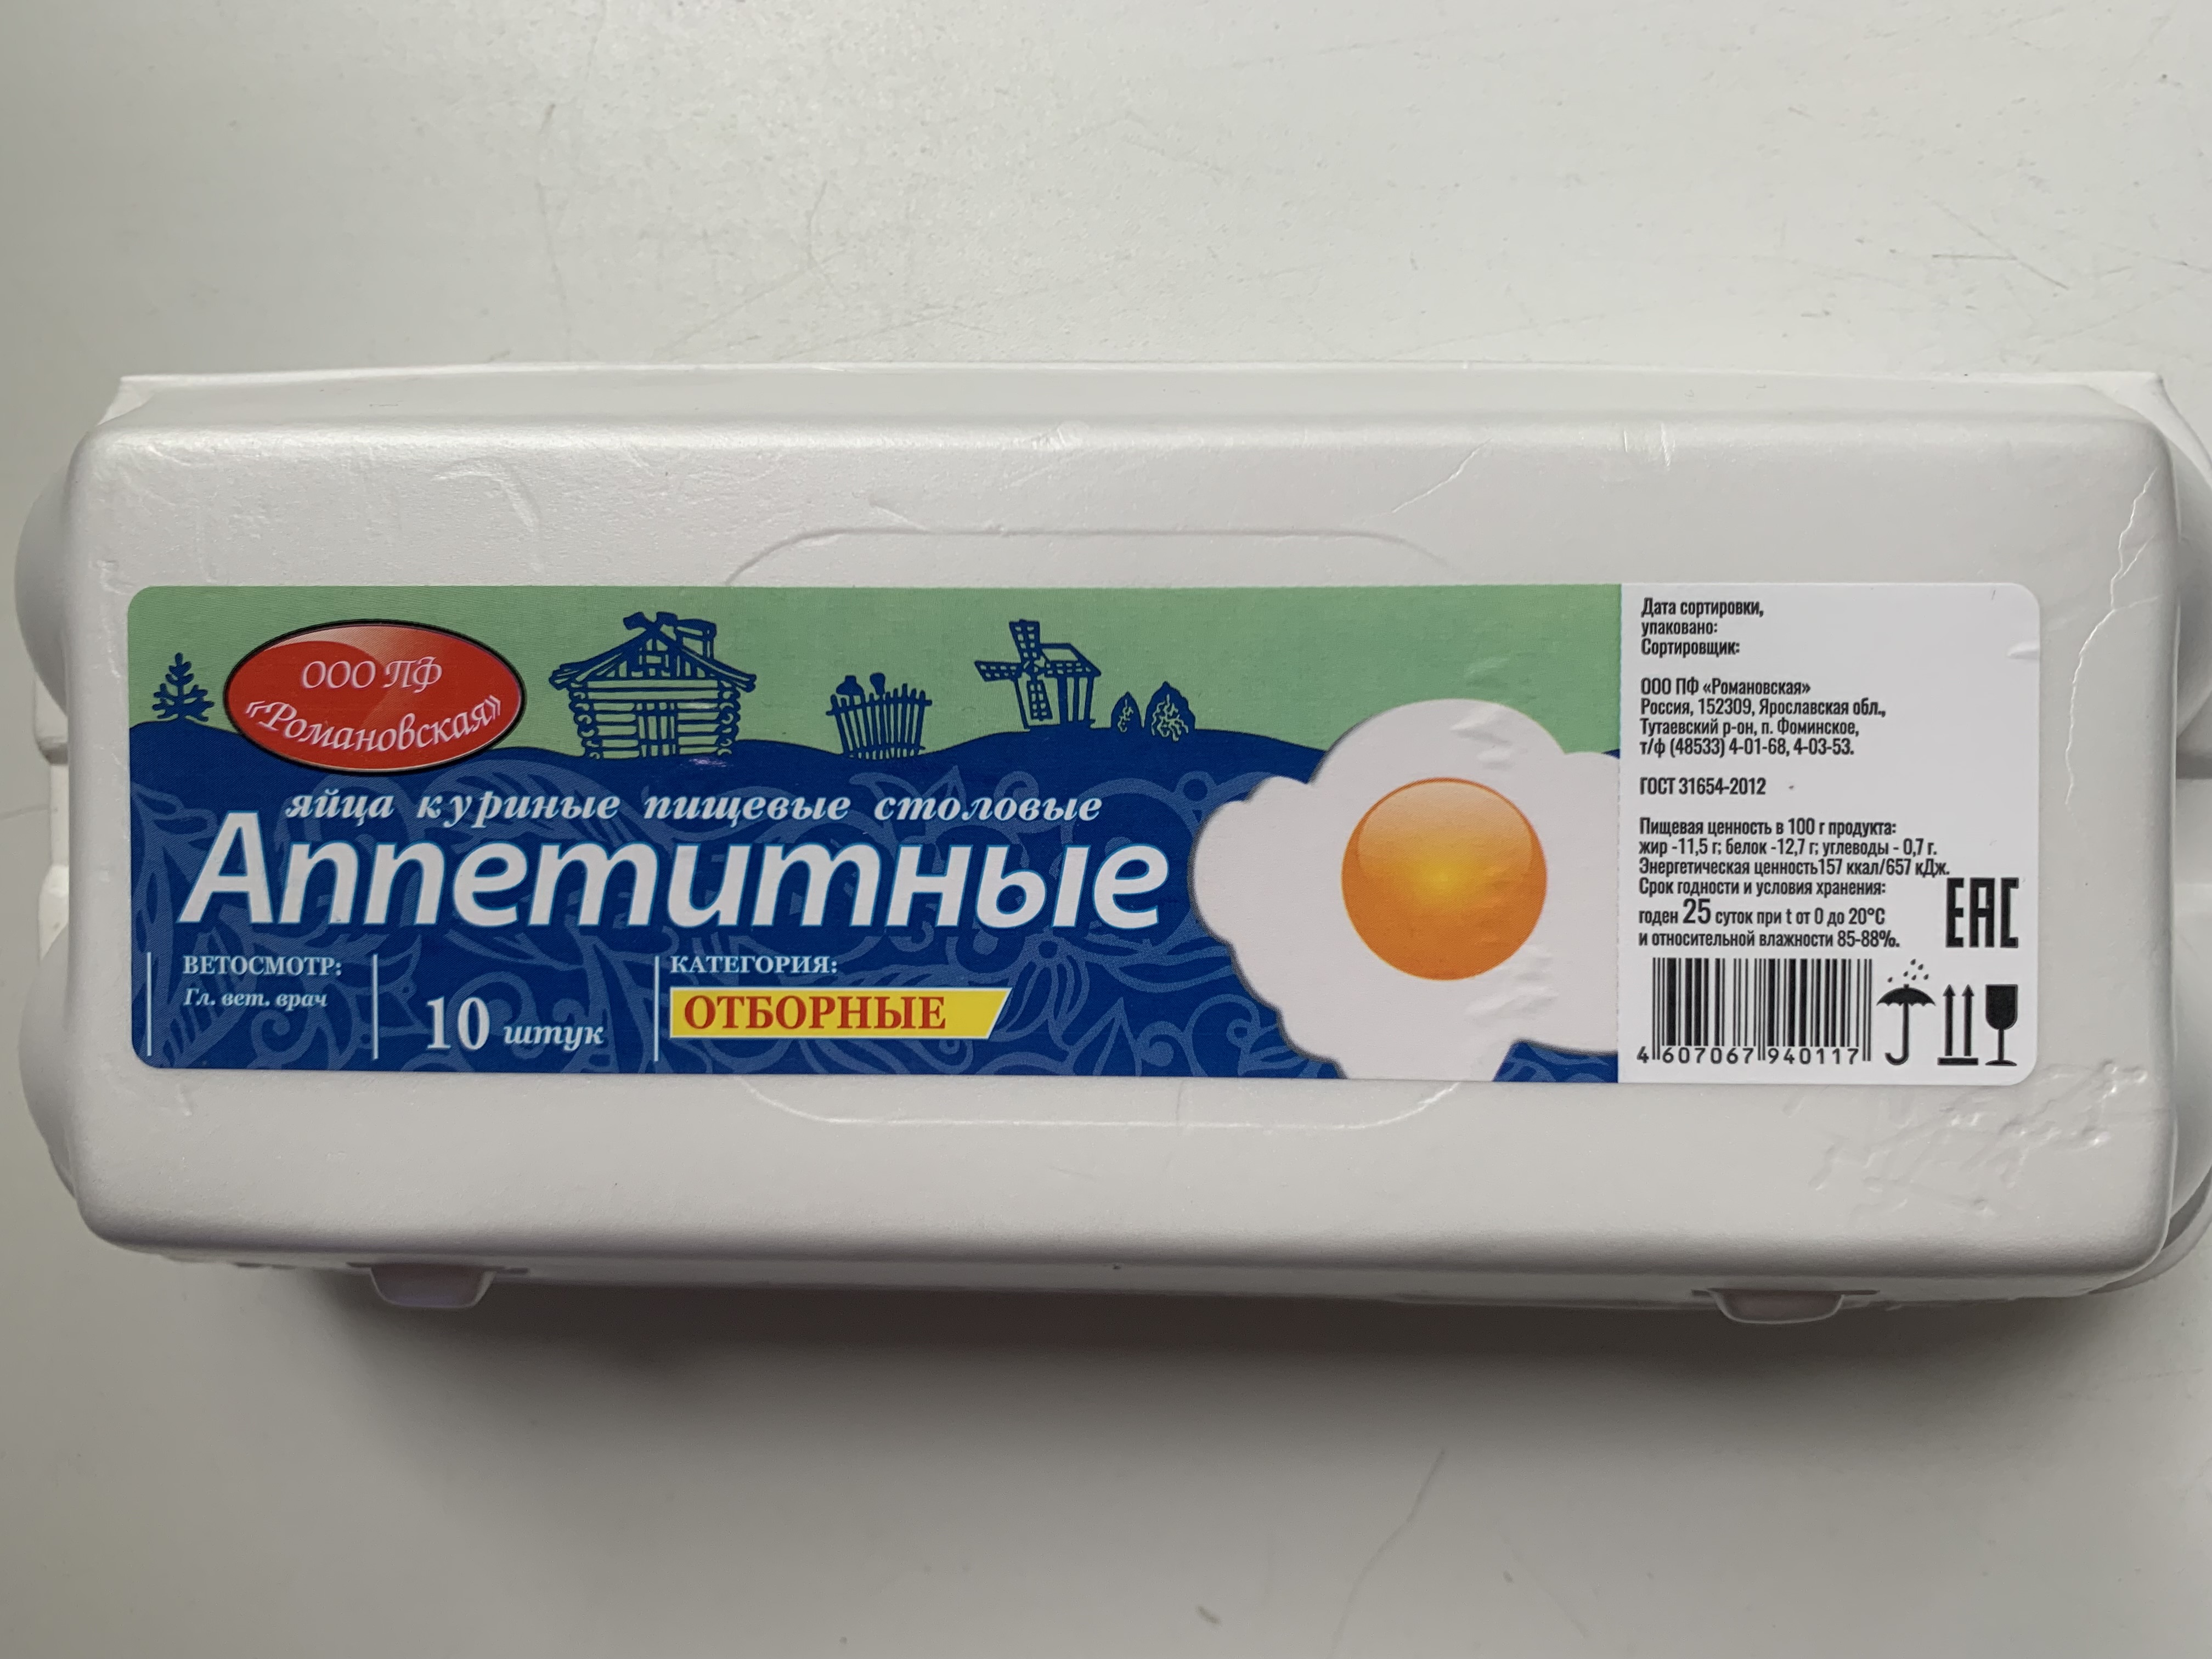 ООО ПФ
«Романовская»
яйца куриные пищевые столовые
Аппетитные
ВЕТОСМОТР:
Гл. вет. врач
10 штук
КАТЕГОРИЯ:
ОТБОРНЫЕ
Дата сортировки,
упаковано:
Сортировщик:
ООО ПФ «Романовская»
Россия, 152309, Ярославская обл.,
Тутаевский р-он, п. Фоминское,
т/ф (48533) 4-01-68, 4-03-53.
ГОСТ 31654-2012
Пищевая ценность в 100 г продукта:
жир -11,5 г; белок -12,7 г; углеводы - 0,7 г.
Энергетическая ценность157 ккал/657 кДж.
Срок годности и условия хранения:
годен 25 суток при t от 0 до 20°С
и относительной влажности 85-88%.
ЕАС
4 607067 940117